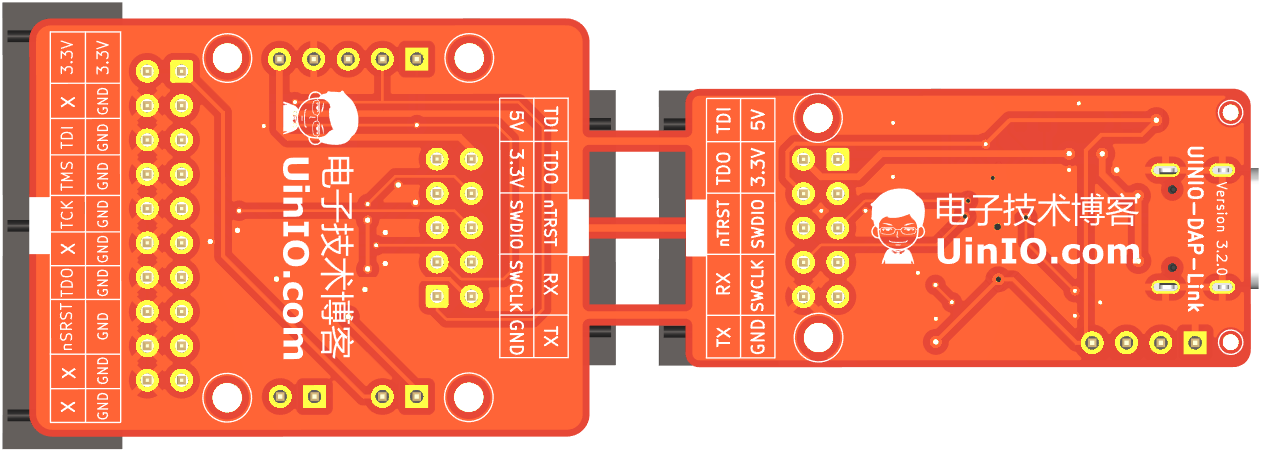 3.3V 3.3V
X GND
TDI GND
TMS GND
TCK GND
X GND
TDO GND
nSRST GND
X GND
X GND
电子技术博客
UinIO.com
5V TDI
3.3V TDO
SWDIO nTRST
SWCLK RX
GND TX
TDI 5V
TDO 3.3V
nTRST SWDIO
RX SWCLK
TX GND
电子技术博客
UinIO.com
UINIO-DAP-Link
Version 3.2.0